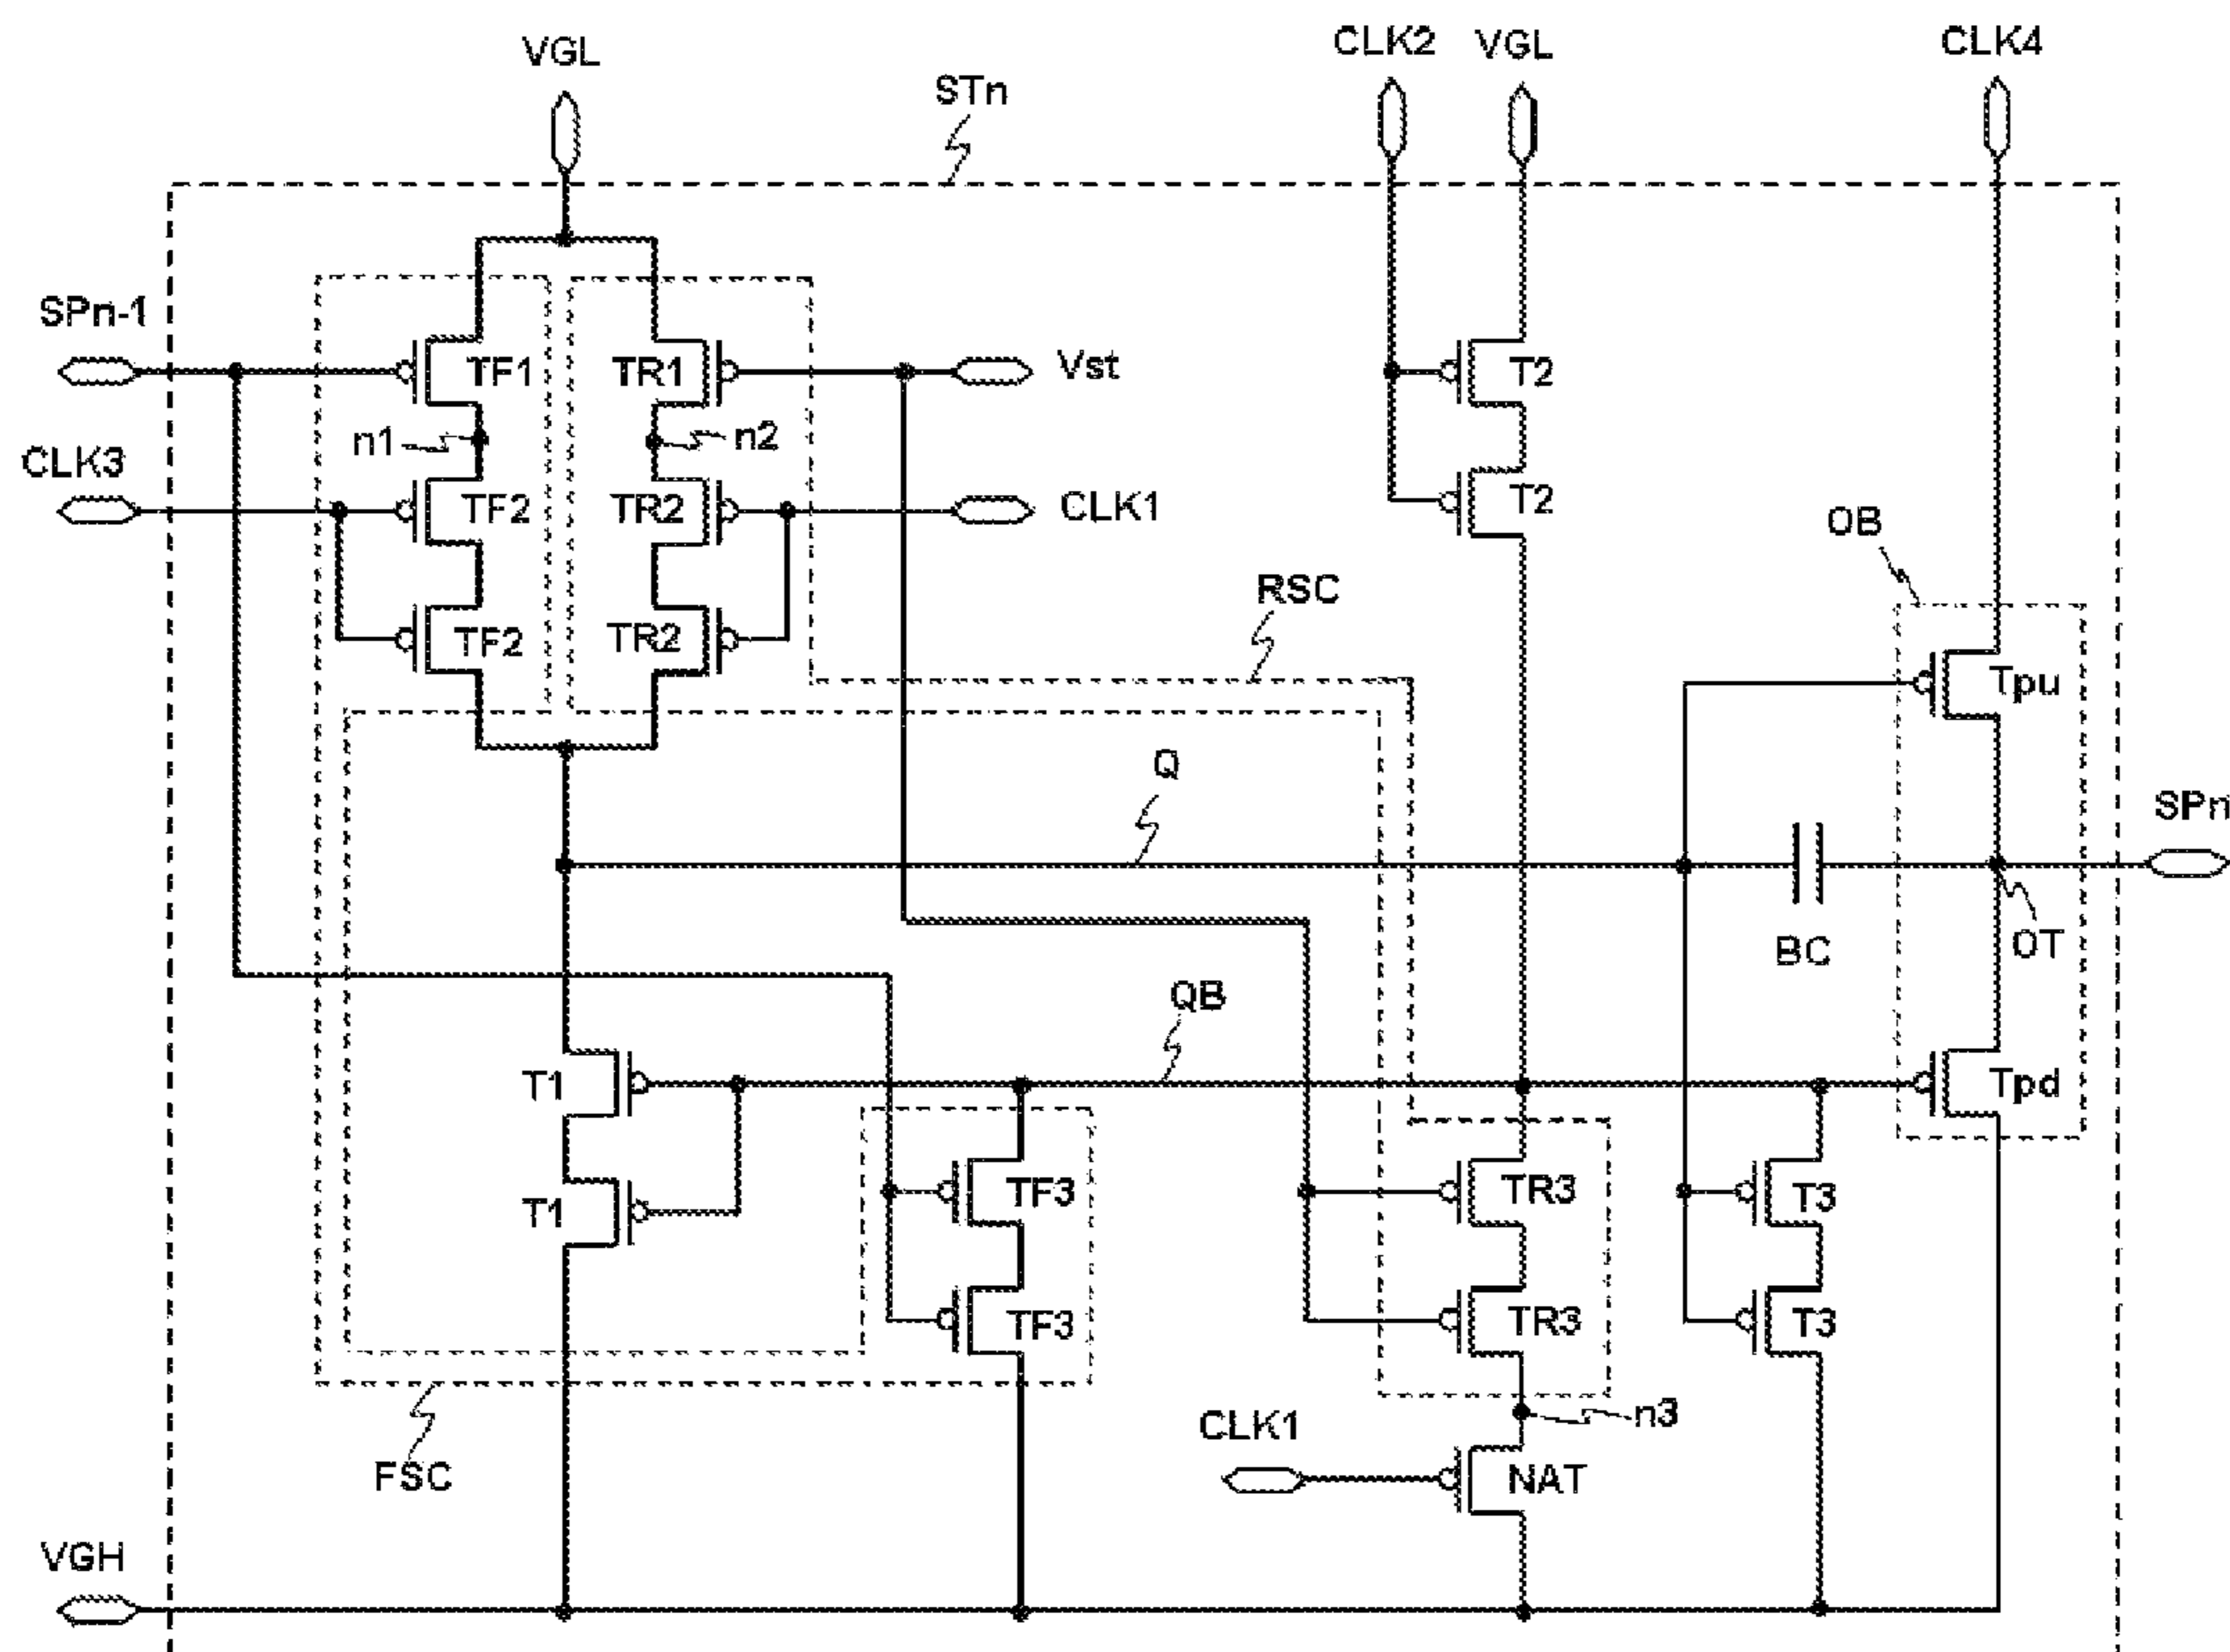 CLK2
VGL
CLK4
VGL
STn
SPn-1
TF1
TR1
Vst
T2
n1
n2
CLK3
TF2
TR2
CLK1
T2
OB
RSC
TF2
TR2
Tpu
Q
SPn
BC
OT
QB
T1
Tpd
TF3
TR3
T3
T1
TF3
TR3
T3
CLK1
n3
FSC
NAT
VGH